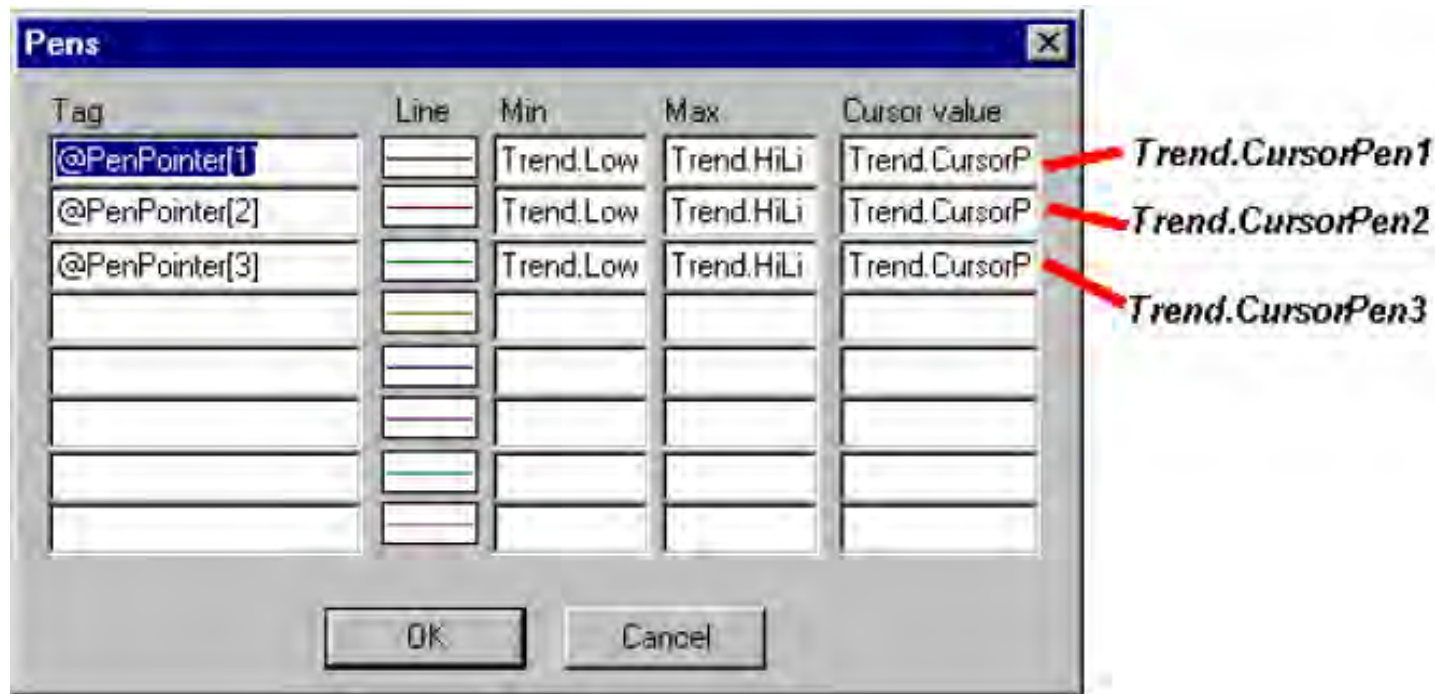 Pens
Tag Line Min Max Cursor value
@PenPointer[1] Trend.Low Trend.HiLi Trend.CursorP Trend.CursorPen1
@PenPointer[2] Trend.Low Trend.HiLi Trend.CursorP Trend.CursorPen2
@PenPointer[3] Trend.Low Trend.HiLi Trend.CursorP Trend.CursorPen3
OK Cancel